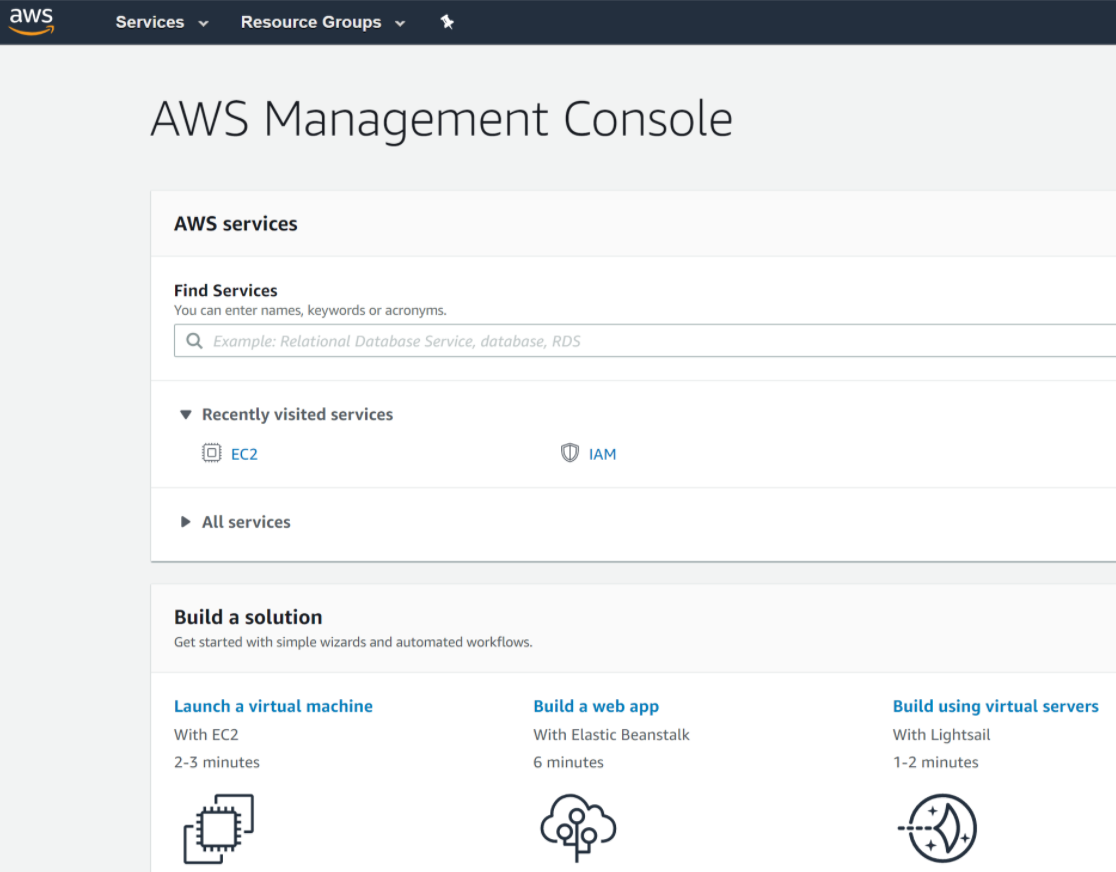 aws
Services
Resource Groups
AWS Management Console
AWS services
Find Services
You can enter names, keywords or acronyms.
Example: Relational Database Service, database, RDS
Recently visited services
EC2
IAM
All services
Build a solution
Get started with simple wizards and automated workflows.
Launch a virtual machine
With EC2
2-3 minutes
Build a web app
With Elastic Beanstalk
6 minutes
Build using virtual servers
With Lightsail
1-2 minutes